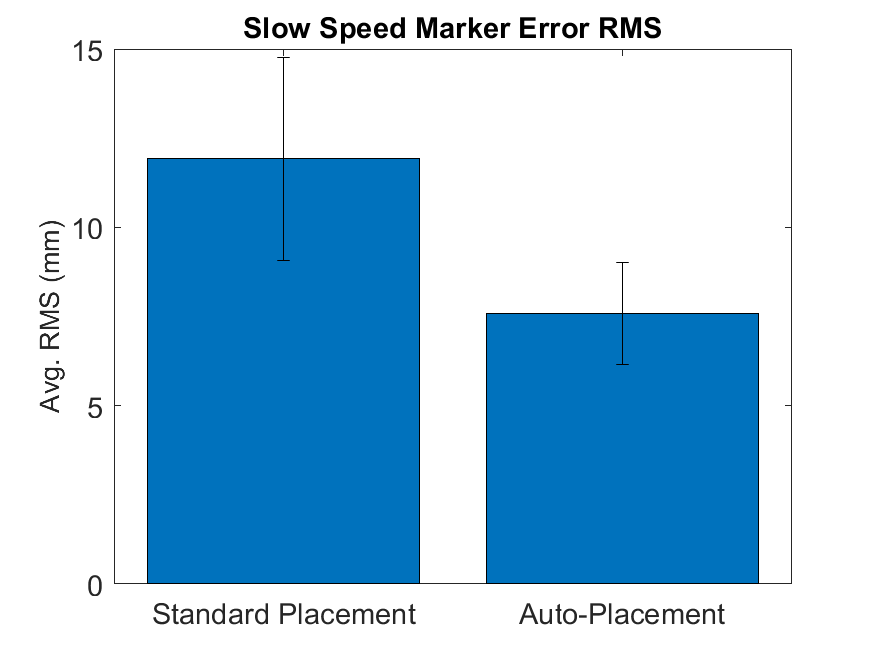 Slow Speed Marker Error RMS
15
10
5
0
Avg. RMS (mm)
Standard Placement
Auto-Placement